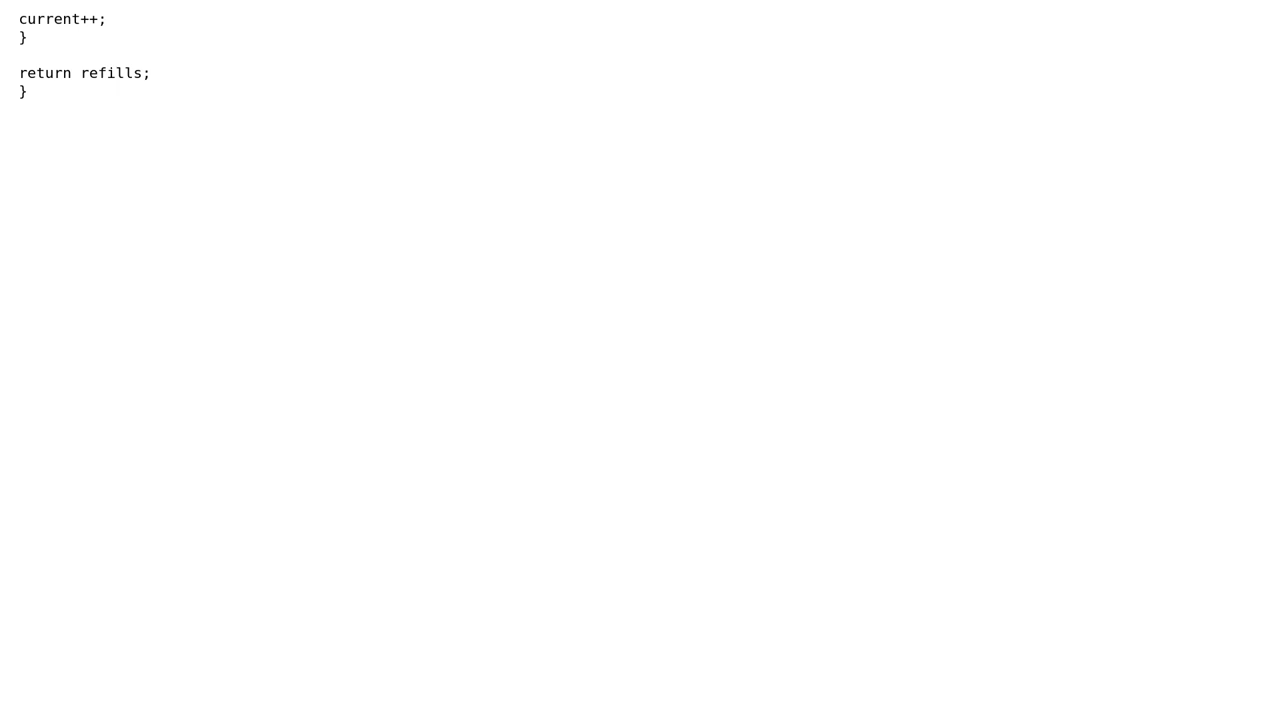 current++;
}

return refills;
}